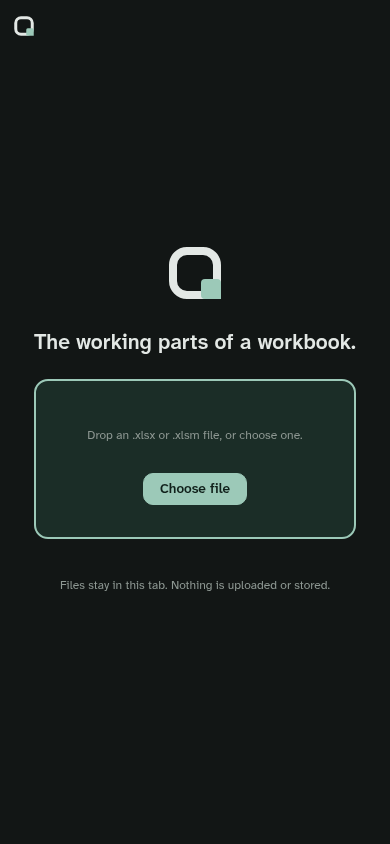 The working parts of a workbook.
Drop an .xlsx or .xlsm file, or choose one.
Choose file
Files stay in this tab. Nothing is uploaded or stored.